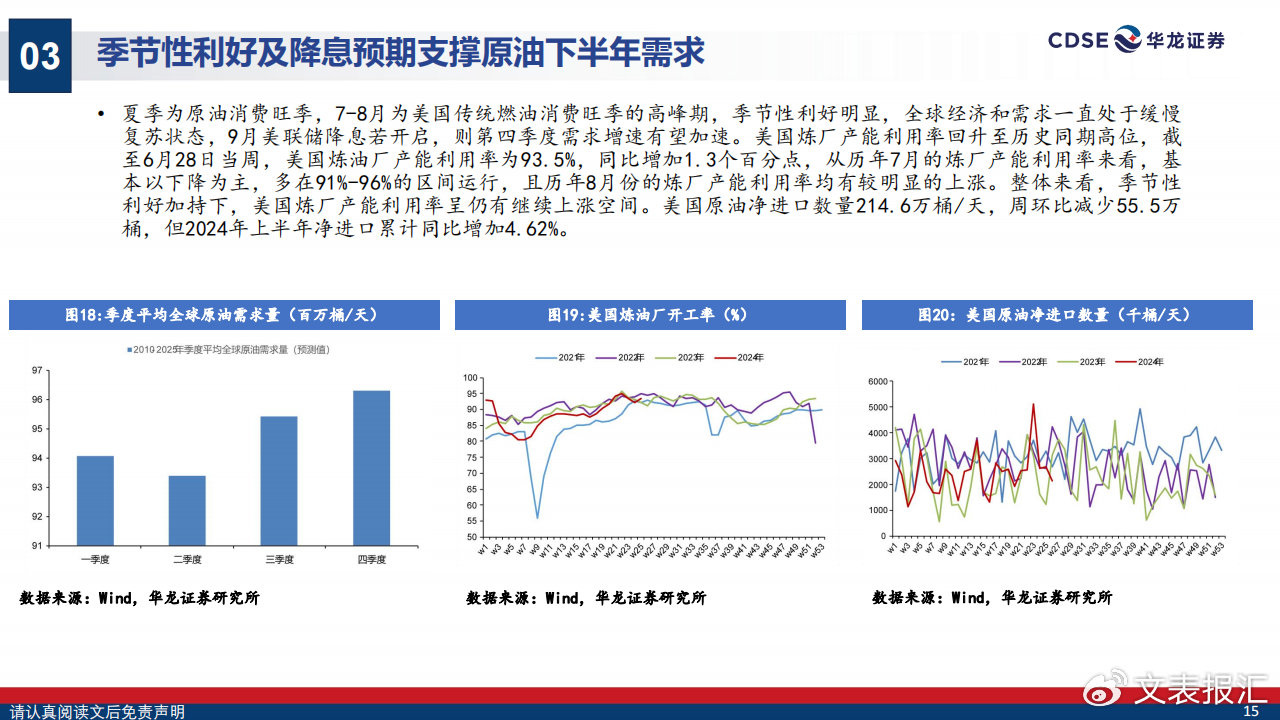 03
季节性利好及降息预期支撑原油下半年需求
CDSE 华龙证券
• 夏季为原油消费旺季，7-8月为美国传统燃油消费旺季的高峰期，季节性利好明显，全球经济和需求一直处于缓慢
复苏状态，9月美联储降息若开启，则第四季度需求增速有望加速。美国炼厂产能利用率回升至历史同期高位，截
至6月28日当周，美国炼油厂产能利用率为93.5%，同比增加1.3个百分点，从历年7月的炼厂产能利用率来看，基
本以下降为主，多在91%-96%的区间运行，且历年8月份的炼厂产能利用率均有较明显的上涨。整体来看，季节性
利好加持下，美国炼厂产能利用率呈仍有继续上涨空间。美国原油净进口数量214.6万桶/天，周环比减少55.5万
桶，但2024年上半年净进口累计同比增加4.62%。
图18:季度平均全球原油需求量（百万桶/天）
2010-2025年季度平均全球原油需求量（预测值）
97
96
95
94
93
92
91
一季度 二季度 三季度 四季度
数据来源：Wind，华龙证券研究所
图19:美国炼油厂开工率（%）
2021年 2022年 2023年 2024年
100
95
90
85
80
75
70
65
60
55
50
w1 w3 w5 w7 w9 w11 w13 w15 w17 w19 w21 w23 w25 w27 w29 w31 w33 w35 w37 w39 w41 w43 w45 w47 w49 w51 w53
数据来源：Wind，华龙证券研究所
图20：美国原油净进口数量（千桶/天）
2021年 2022年 2023年 2024年
6000
5000
4000
3000
2000
1000
0
w1 w3 w5 w7 w9 w11 w13 w15 w17 w19 w21 w23 w25 w27 w29 w31 w33 w35 w37 w39 w41 w43 w45 w47 w49 w51 w53
数据来源：Wind，华龙证券研究所
请认真阅读文后免责声明
文表报汇
15